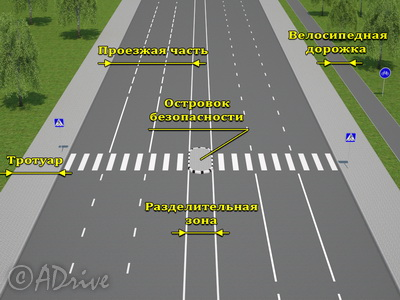 Велосипедная
дорожка
Проезжая часть
Островок
безопасности
Тротуар
Разделительная
зона
©ADrive